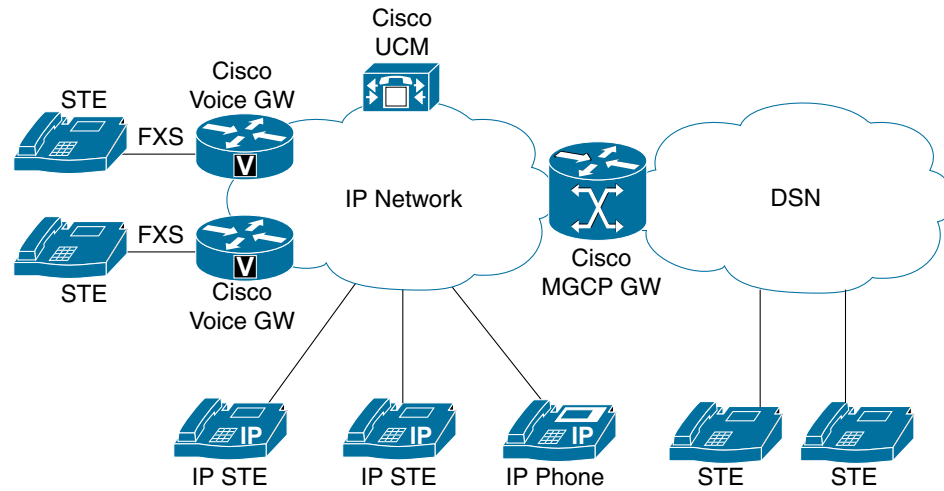 Cisco
UCM
Cisco
Voice GW
STE
FXS
V
IP Network
DSN
FXS
V
STE
Cisco
Voice GW
Cisco
MGCP GW
IP
IP
IP
IP STE
IP STE
IP Phone
STE
STE